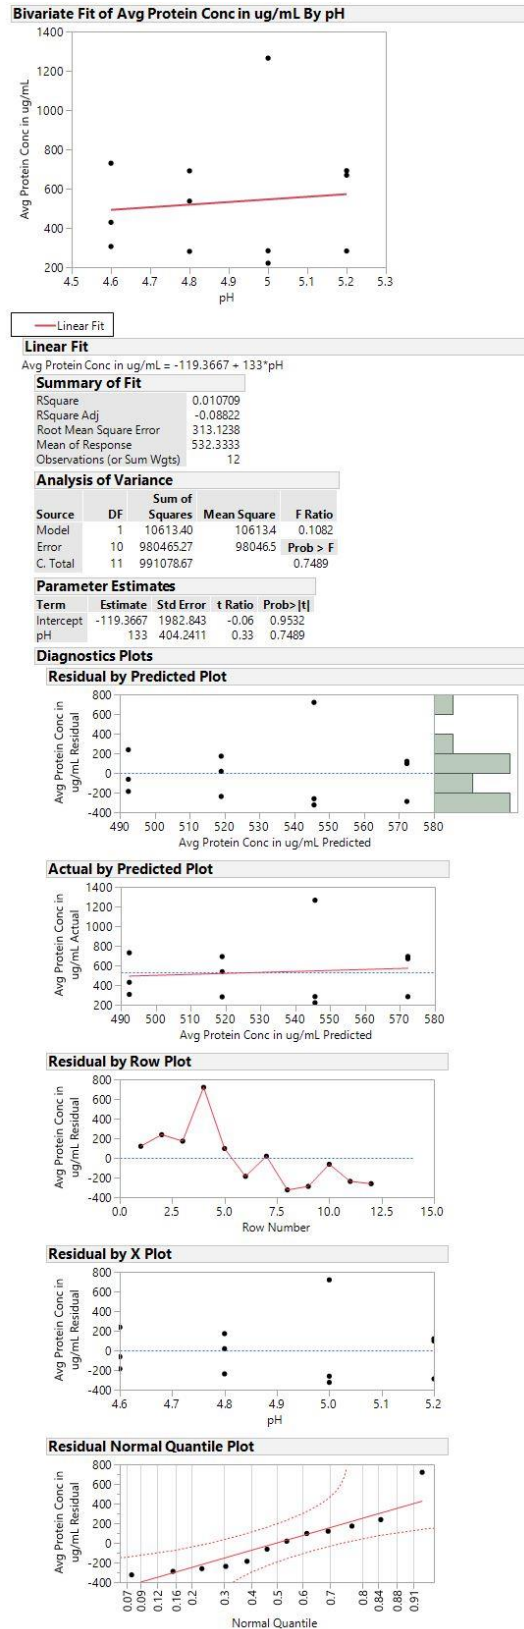 Bivariate Fit of Avg Protein Conc in ug/mL By pH
1400
1200
1000
800
600
400
200
Avg Protein Conc in ug/mL
4.5 4.6 4.7 4.8 4.9 5 5.1 5.2 5.3
pH
Linear Fit
Linear Fit
Avg Protein Conc in ug/mL = -119.3667 + 133*pH
Summary of Fit
RSquare 0.010709
RSquare Adj -0.08822
Root Mean Square Error 313.1238
Mean of Response 532.3333
Observations (or Sum Wgts) 12
Analysis of Variance
Sum of
Source DF Squares Mean Square F Ratio
Model 1 10613.40 10613.4 0.1082
Error 10 980465.27 98046.5 Prob > F
C. Total 11 991078.67 0.7489
Parameter Estimates
Term Estimate Std Error t Ratio Prob>|t|
Intercept -119.3667 1982.843 -0.06 0.9532
pH 133 404.2411 0.33 0.7489
Diagnostics Plots
Residual by Predicted Plot
800
600
400
200
0
-200
-400
Avg Protein Conc in
ug/mL Residual
490 500 510 520 530 540 550 560 570 580
Avg Protein Conc in ug/mL Predicted
Actual by Predicted Plot
1400
1200
1000
800
600
400
200
Avg Protein Conc in
ug/mL Actual
490 500 510 520 530 540 550 560 570 580
Avg Protein Conc in ug/mL Predicted
Residual by Row Plot
800
600
400
200
0
-200
-400
Avg Protein Conc in
ug/mL Residual
0.0 2.5 5.0 7.5 10.0 12.5 15.0
Row Number
Residual by X Plot
800
600
400
200
0
-200
-400
Avg Protein Conc in
ug/mL Residual
4.6 4.7 4.8 4.9 5.0 5.1 5.2
pH
Residual Normal Quantile Plot
800
600
400
200
0
-200
-400
Avg Protein Conc in
ug/mL Residual
0.07 0.09 0.12 0.16 0.2 0.3 0.4 0.5 0.6 0.7 0.8 0.84 0.88 0.91
Normal Quantile